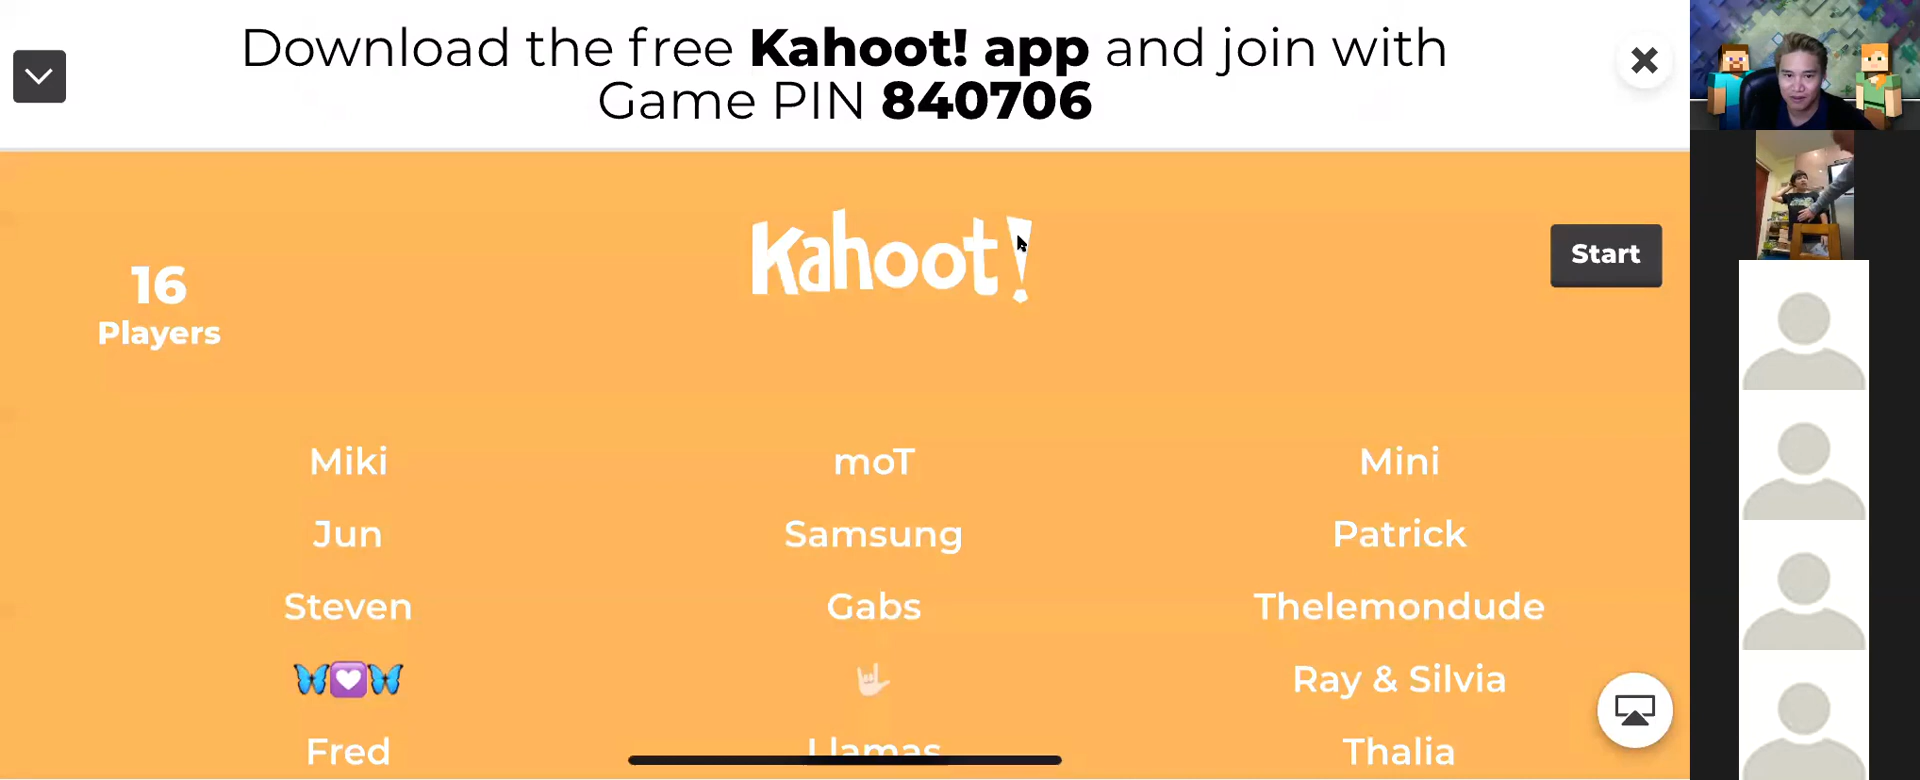 Download the free Kahoot! app and join with
Game PIN 840706
Kahoot!
Start
16
Players
Miki
moT
Mini
Jun
Samsung
Patrick
Steven
Gabs
Thelemondude
🦋💟🦋
🤟🏻
Ray & Silvia
Fred
Llamas
Thalia